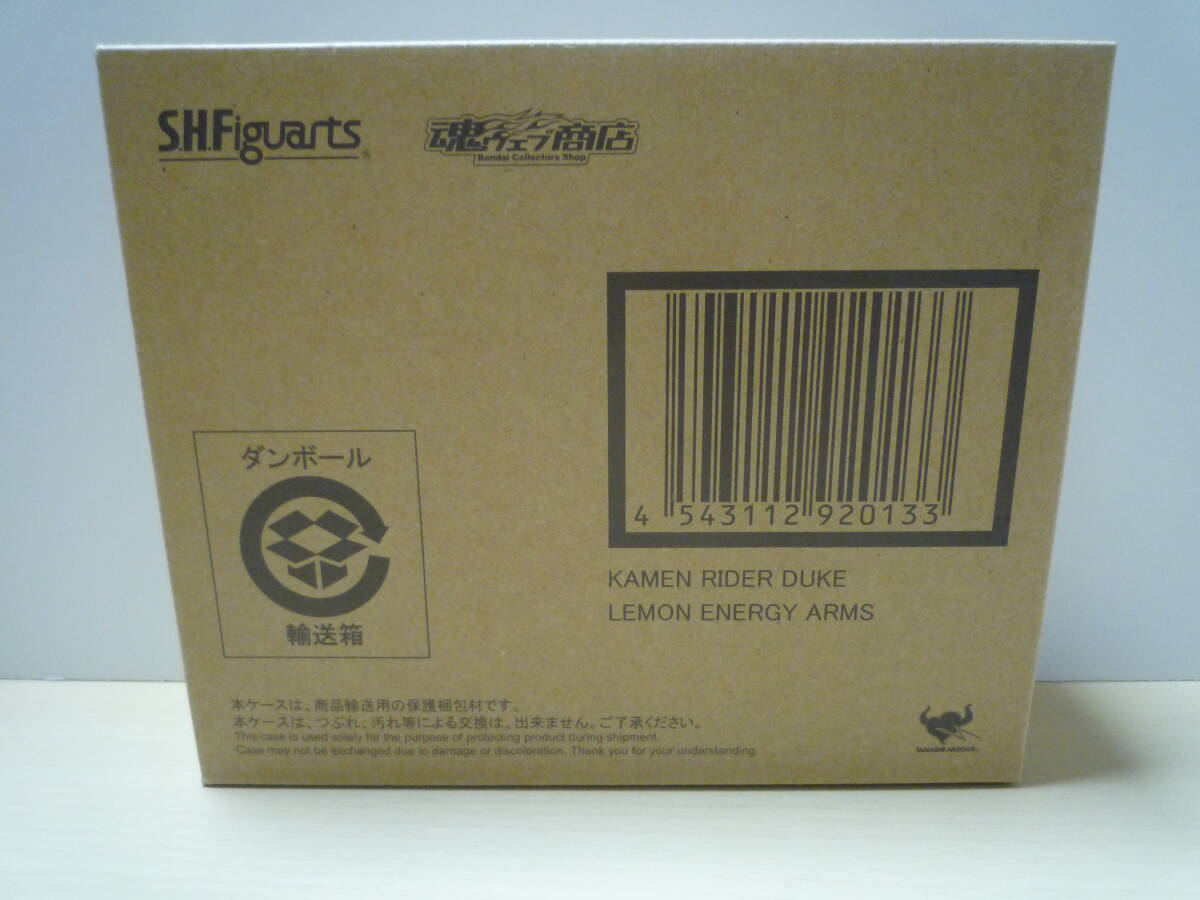 S.H.Figuarts
魂ウェブ商店
Bandai Collectors Shop
4 543112 920133
KAMEN RIDER DUKE
LEMON ENERGY ARMS
ダンボール
輸送箱
本ケースは、商品輸送用の保護梱包材です。
本ケースは、つぶれ、汚れ等による交換は、出来ません。ご了承ください。
This case is used solely for the purpose of protecting product during shipment.
Case may not be exchanged due to damage or discoloration. Thank you for your understanding.
TAMASHII NATIONS